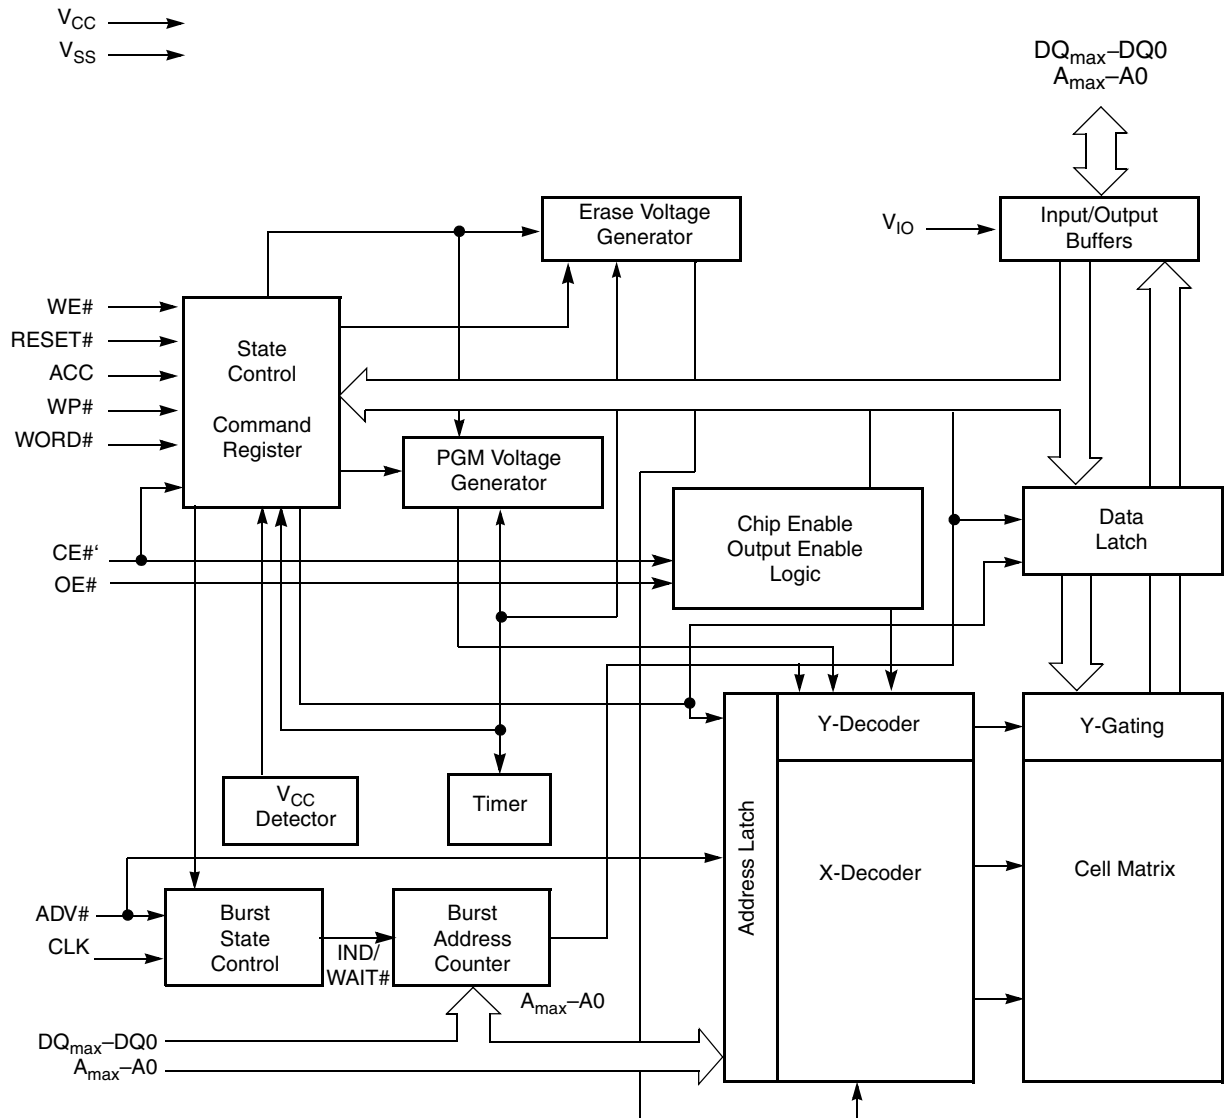 VCC
VSS
DQmax–DQ0
Amax–A0
Erase Voltage
Generator
VIO
Input/Output
Buffers
WE#
RESET#
ACC
WP#
WORD#
State
Control
Command
Register
PGM Voltage
Generator
Chip Enable
Output Enable
Logic
Data
Latch
CE#‘
OE#
Y-Decoder
Y-Gating
VCC
Detector
Timer
Address Latch
X-Decoder
Cell Matrix
ADV#
CLK
Burst
State
Control
IND/
WAIT#
Burst
Address
Counter
Amax–A0
DQmax–DQ0
Amax–A0